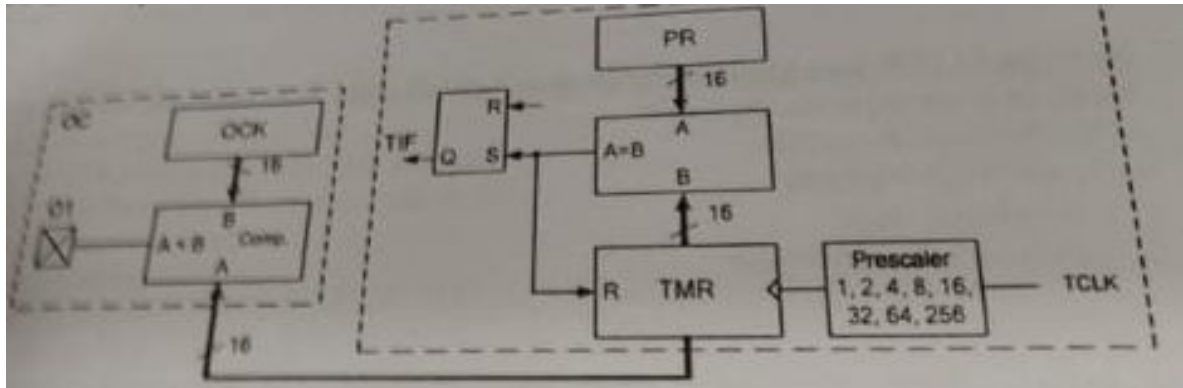 PR
16
OC
OCK
R
A
TIF
Q
S
A=B
16
B
B
16
A < B
Comp.
A
R
TMR
Prescaler
1, 2, 4, 8, 16,
32, 64, 256
TCLK
16